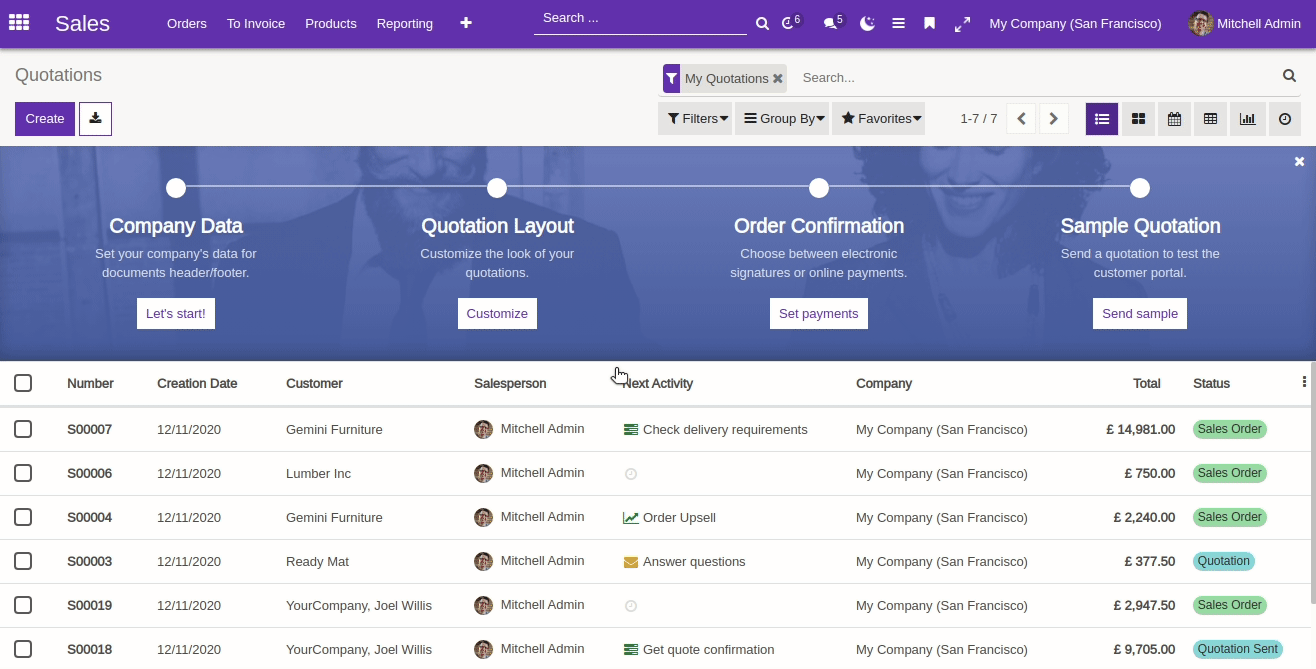 Sales Orders To Invoice Products Reporting Search ... 6 5 My Company (San Francisco) Mitchell Admin
Quotations My Quotations Search...
Create Filters Group By Favorites 1-7 / 7
Company Data Quotation Layout Order Confirmation Sample Quotation
Set your company's data for Customize the look of your Choose between electronic Send a quotation to test the
documents header/footer. quotations. signatures or online payments. customer portal.
Let's start! Customize Set payments Send sample
Number Creation Date Customer Salesperson Next Activity Company Total Status
S00007 12/11/2020 Gemini Furniture Mitchell Admin Check delivery requirements My Company (San Francisco) £ 14,981.00 Sales Order
S00006 12/11/2020 Lumber Inc Mitchell Admin My Company (San Francisco) £ 750.00 Sales Order
S00004 12/11/2020 Gemini Furniture Mitchell Admin Order Upsell My Company (San Francisco) £ 2,240.00 Sales Order
S00003 12/11/2020 Ready Mat Mitchell Admin Answer questions My Company (San Francisco) £ 377.50 Quotation
S00019 12/11/2020 YourCompany, Joel Willis Mitchell Admin My Company (San Francisco) £ 2,947.50 Sales Order
S00018 12/11/2020 YourCompany, Joel Willis Mitchell Admin Get quote confirmation My Company (San Francisco) £ 9,705.00 Quotation Sent